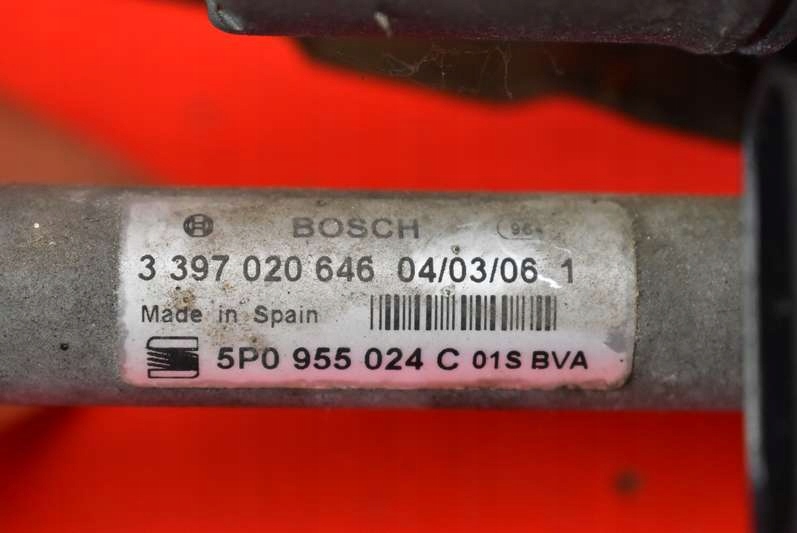 BOSCH
3 397 020 646 04/03/06 1
Made in Spain
5P0 955 024 C 01S BVA